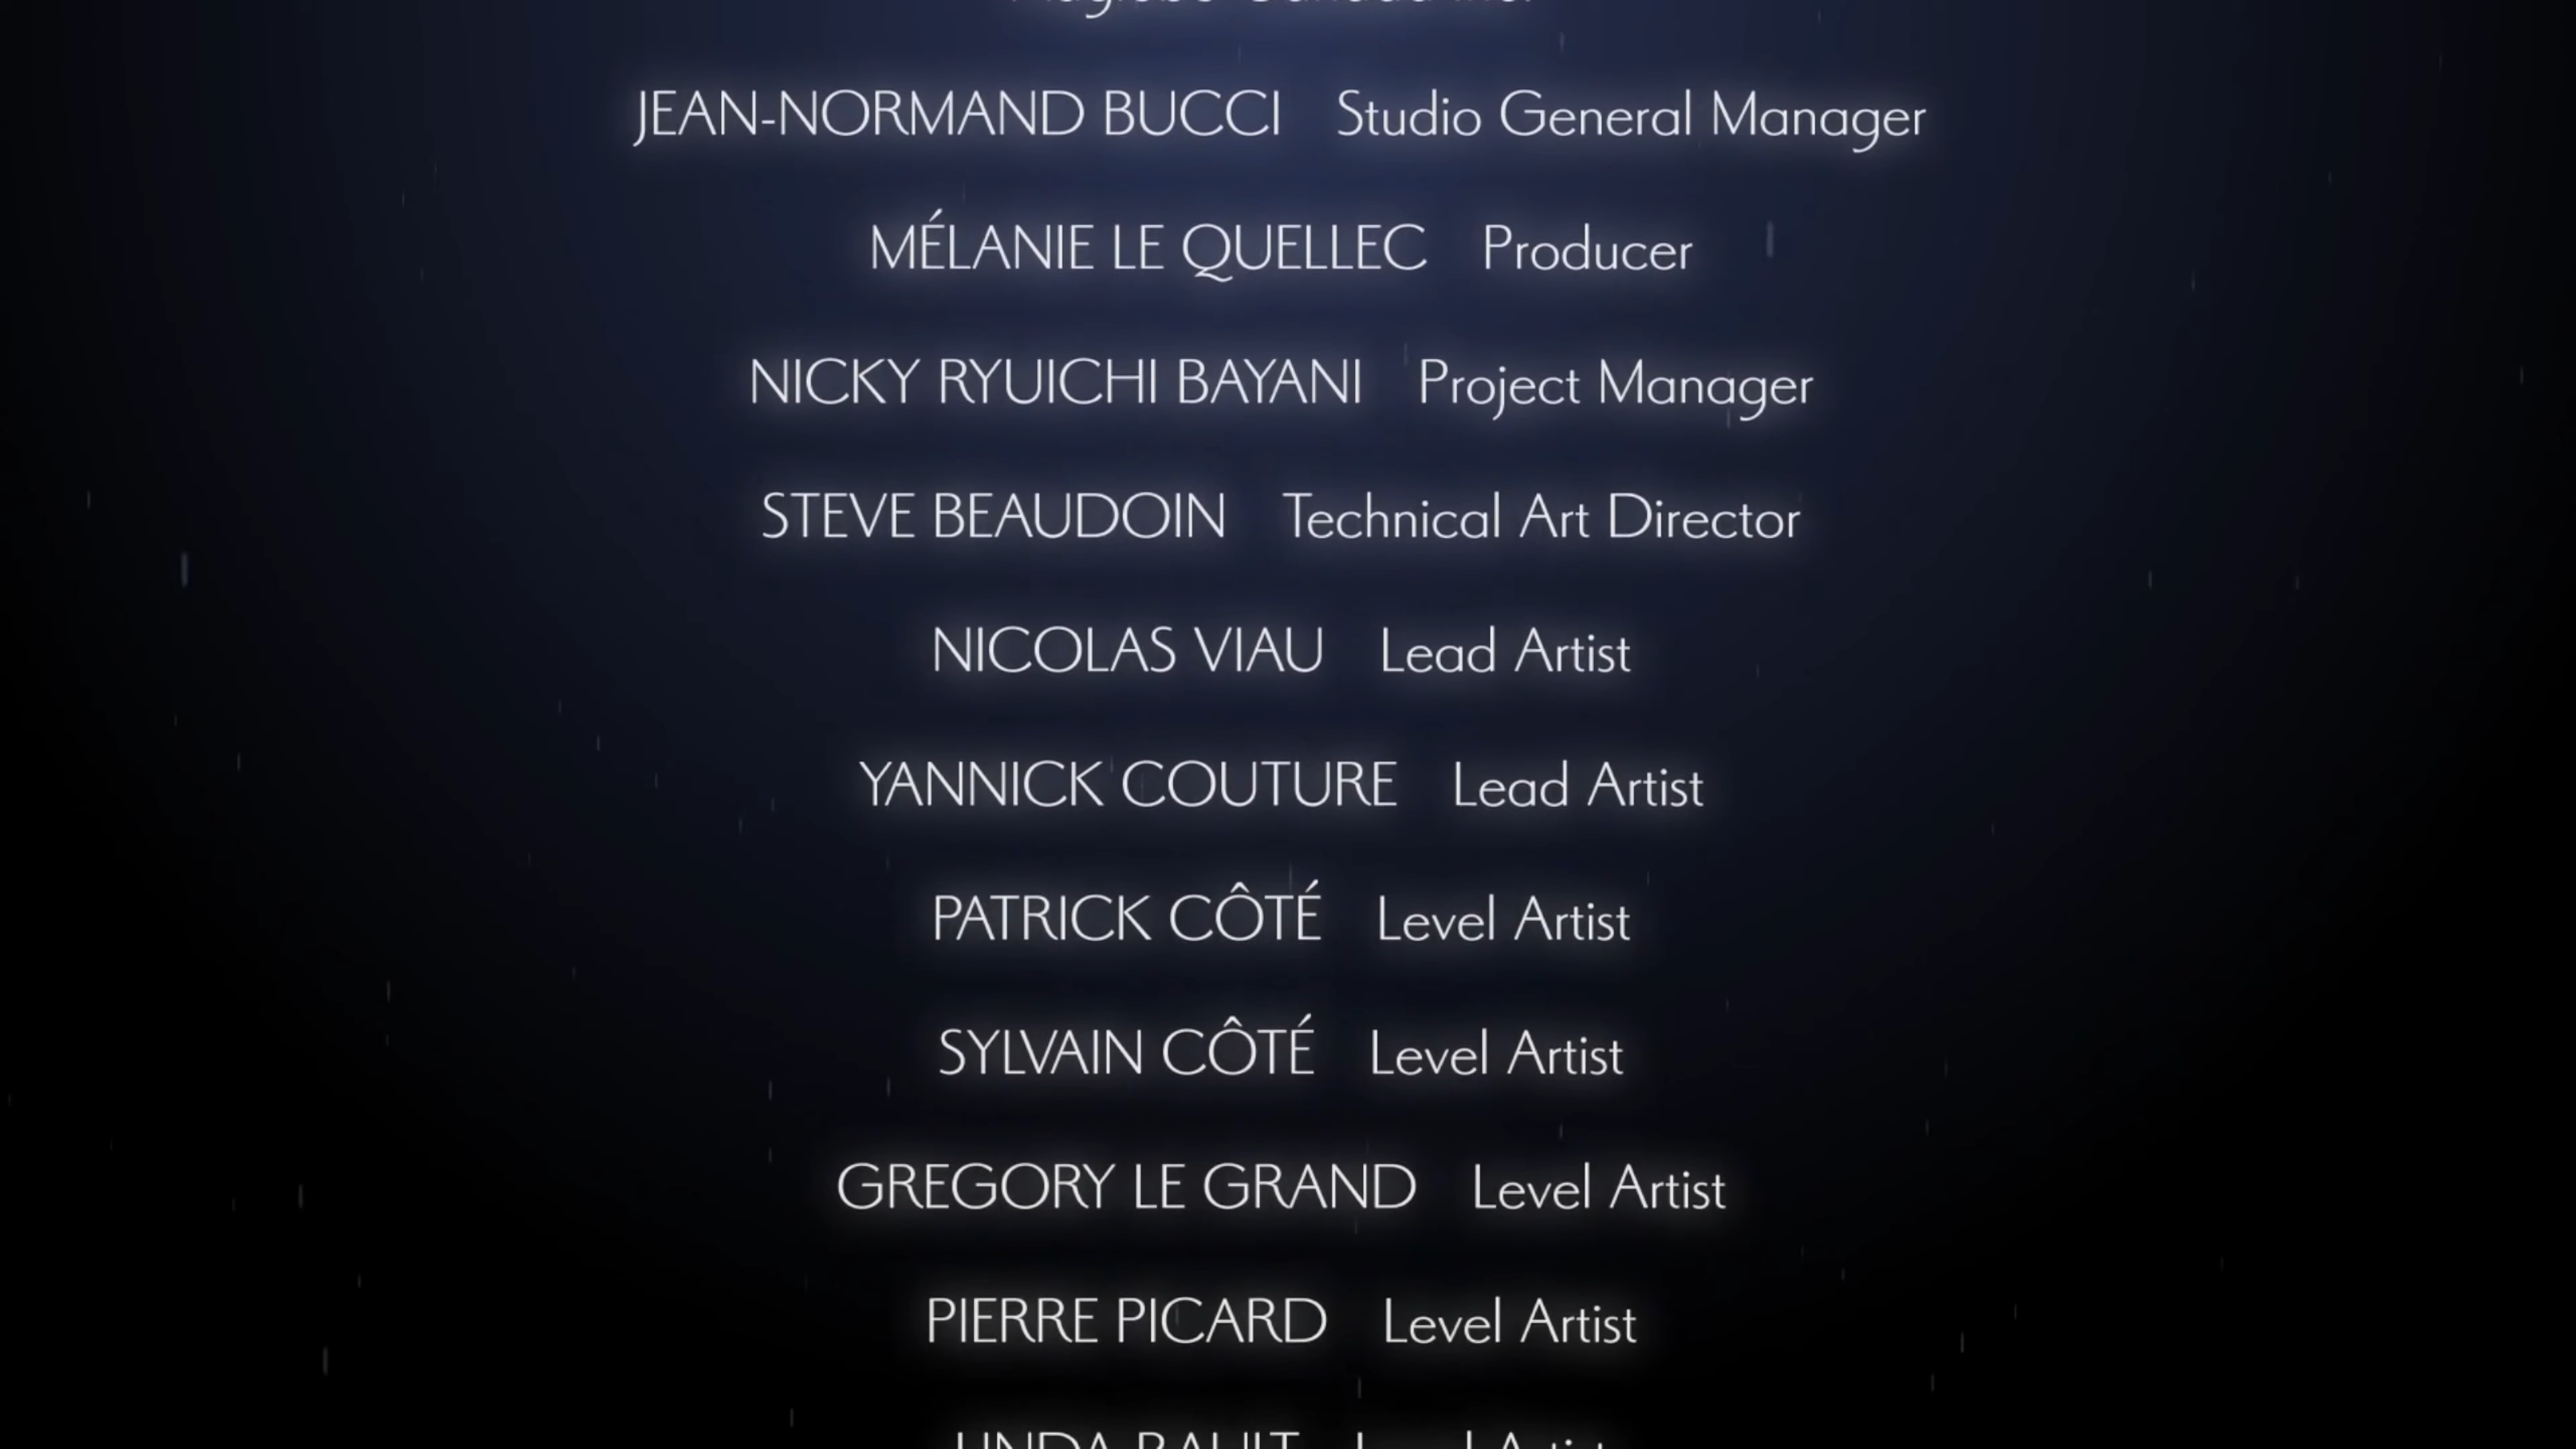 JEAN-NORMAND BUCCI Studio General Manager
MÉLANIE LE QUELLEC Producer
NICKY RYUICHI BAYANI Project Manager
STEVE BEAUDOIN Technical Art Director
NICOLAS VIAU Lead Artist
YANNICK COUTURE Lead Artist
PATRICK CÔTÉ Level Artist
SYLVAIN CÔTÉ Level Artist
GREGORY LE GRAND Level Artist
PIERRE PICARD Level Artist